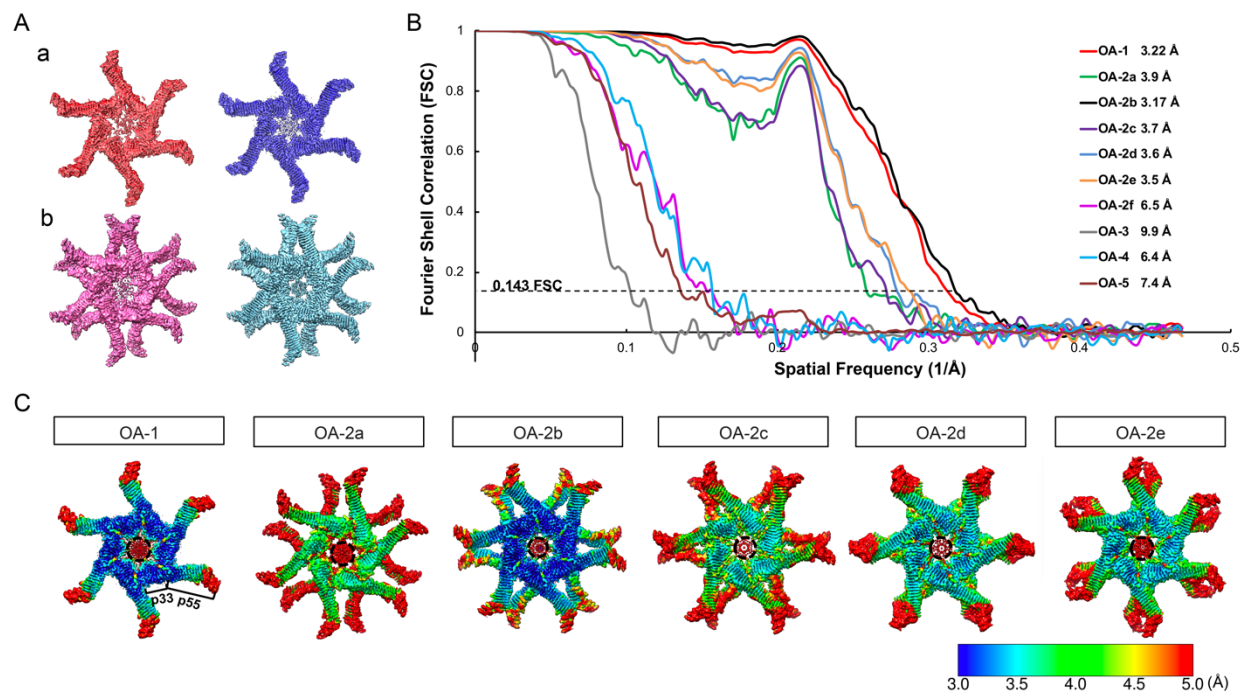 A
a
b
B
Fourier Shell Correlation (FSC)
1
0.8
0.6
0.4
0.2
0
0.143 FSC
0
0.1
0.2
0.3
0.4
0.5
Spatial Frequency (1/Å)
OA-1 3.22 Å
OA-2a 3.9 Å
OA-2b 3.17 Å
OA-2c 3.7 Å
OA-2d 3.6 Å
OA-2e 3.5 Å
OA-2f 6.5 Å
OA-3 9.9 Å
OA-4 6.4 Å
OA-5 7.4 Å
C
OA-1
OA-2a
OA-2b
OA-2c
OA-2d
OA-2e
p33 p55
3.0 3.5 4.0 4.5 5.0 (Å)